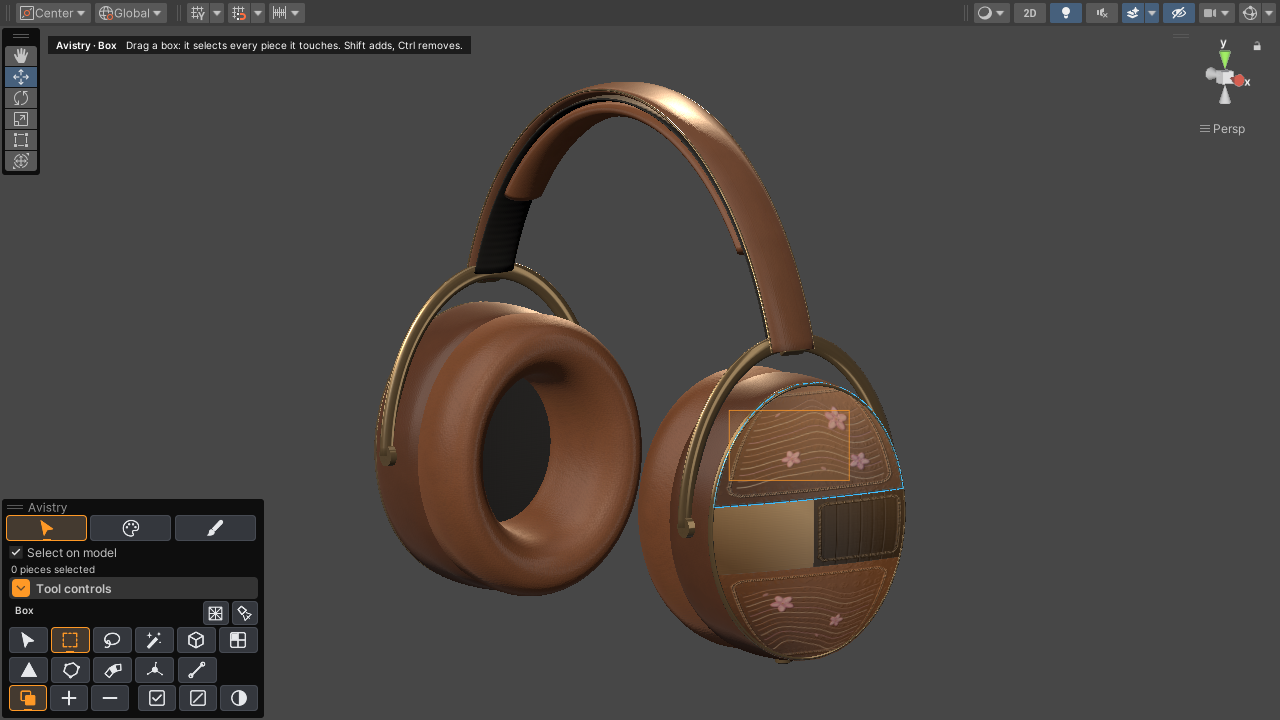 Center
Global
2D
Avistry · Box Drag a box: it selects every piece it touches. Shift adds, Ctrl removes.
y
x
Persp
Avistry
Select on model
0 pieces selected
Tool controls
Box